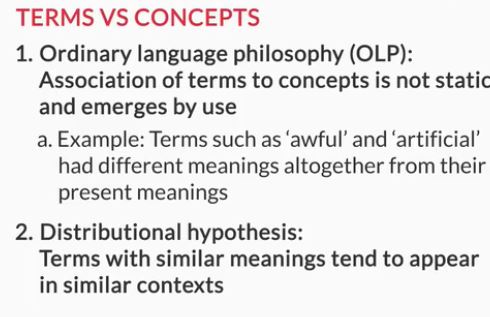 TERMS VS CONCEPTS
1. Ordinary language philosophy (OLP):
Association of terms to concepts is not static
and emerges by use
a. Example: Terms such as ‘awful’ and ‘artificial’
had different meanings altogether from their
present meanings
2. Distributional hypothesis:
Terms with similar meanings tend to appear
in similar contexts